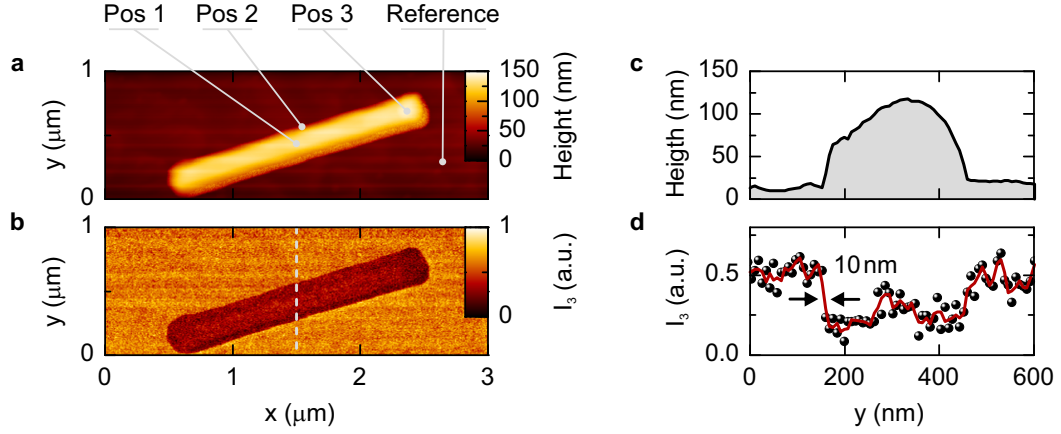 Pos 1 Pos 2 Pos 3 Reference
a
1
0
y (μm)
150
100
50
0
Height (nm)
b
1
0
y (μm)
1
0
I₃ (a.u.)
0 1 2 3
x (μm)
c
150
100
50
0
Heigth (nm)
d
0.5
0.0
I₃ (a.u.)
10 nm
0 200 400 600
y (nm)